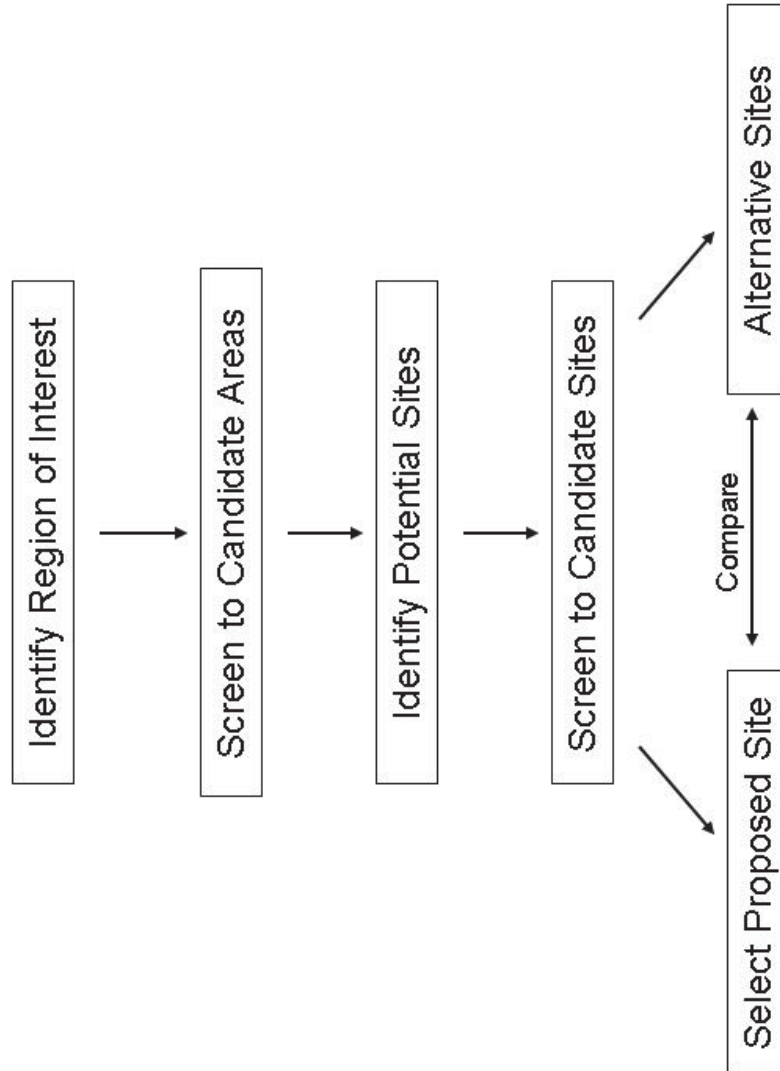 Identify Region of Interest
Screen to Candidate Areas
Identify Potential Sites
Screen to Candidate Sites
Select Proposed Site
Compare
Alternative Sites